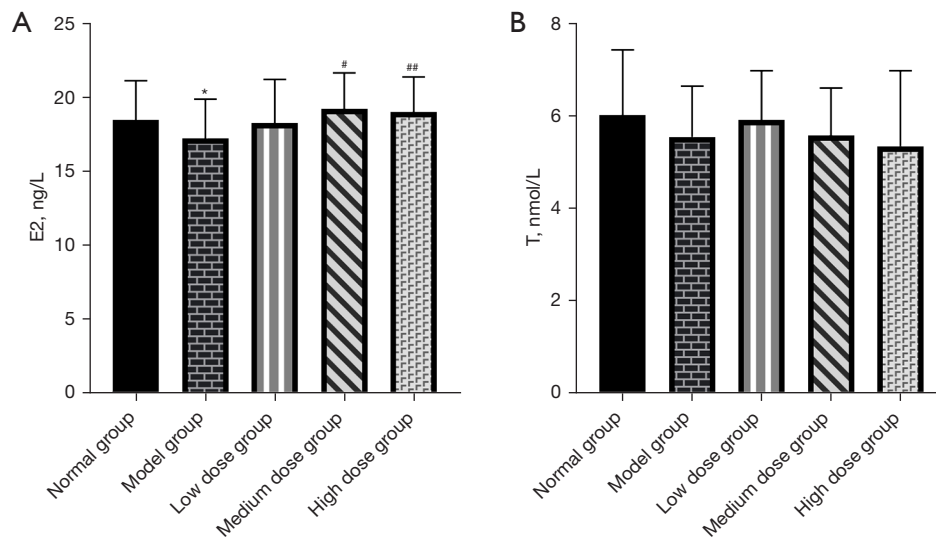 A
E2, ng/L
25
20
15
10
5
0
*
#
##
Normal group
Model group
Low dose group
Medium dose group
High dose group
B
T, nmol/L
8
6
4
2
0
Normal group
Model group
Low dose group
Medium dose group
High dose group